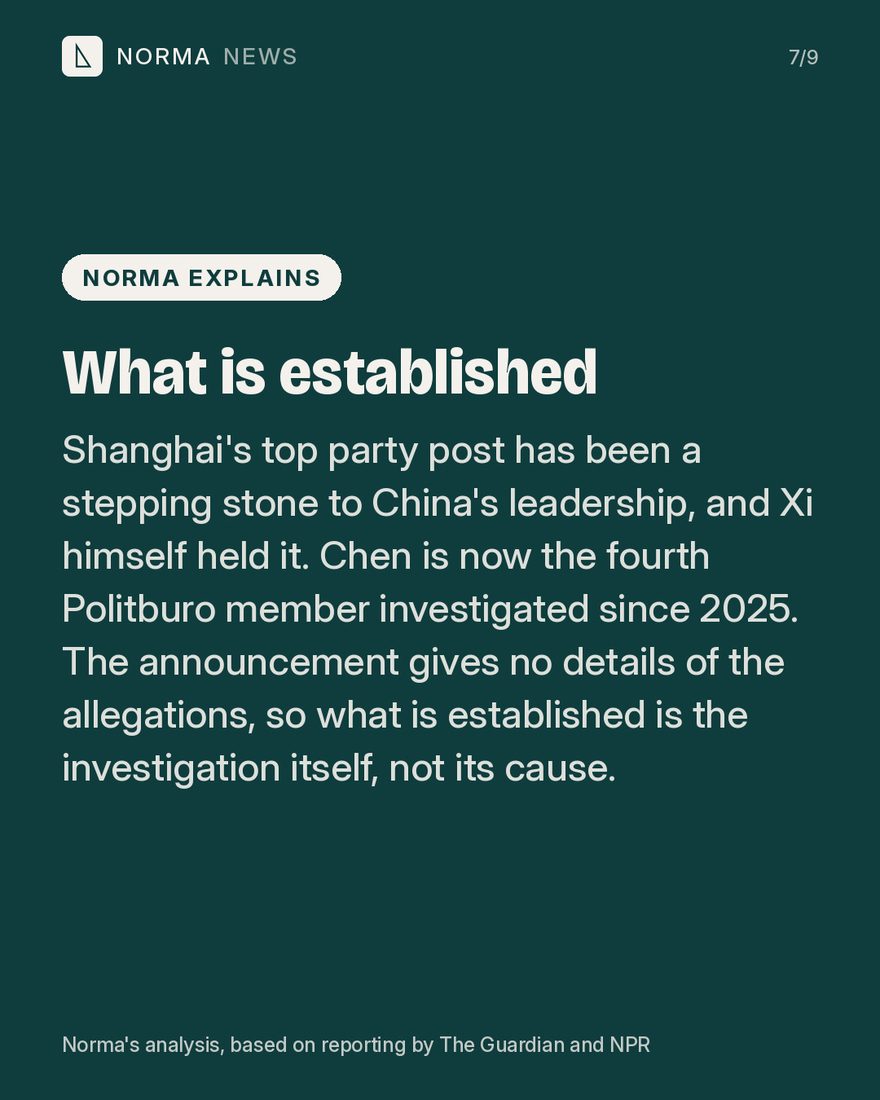 NORMA NEWS
7/9
NORMA EXPLAINS
What is established
Shanghai's top party post has been a
stepping stone to China's leadership, and Xi
himself held it. Chen is now the fourth
Politburo member investigated since 2025.
The announcement gives no details of the
allegations, so what is established is the
investigation itself, not its cause.
Norma's analysis, based on reporting by The Guardian and NPR